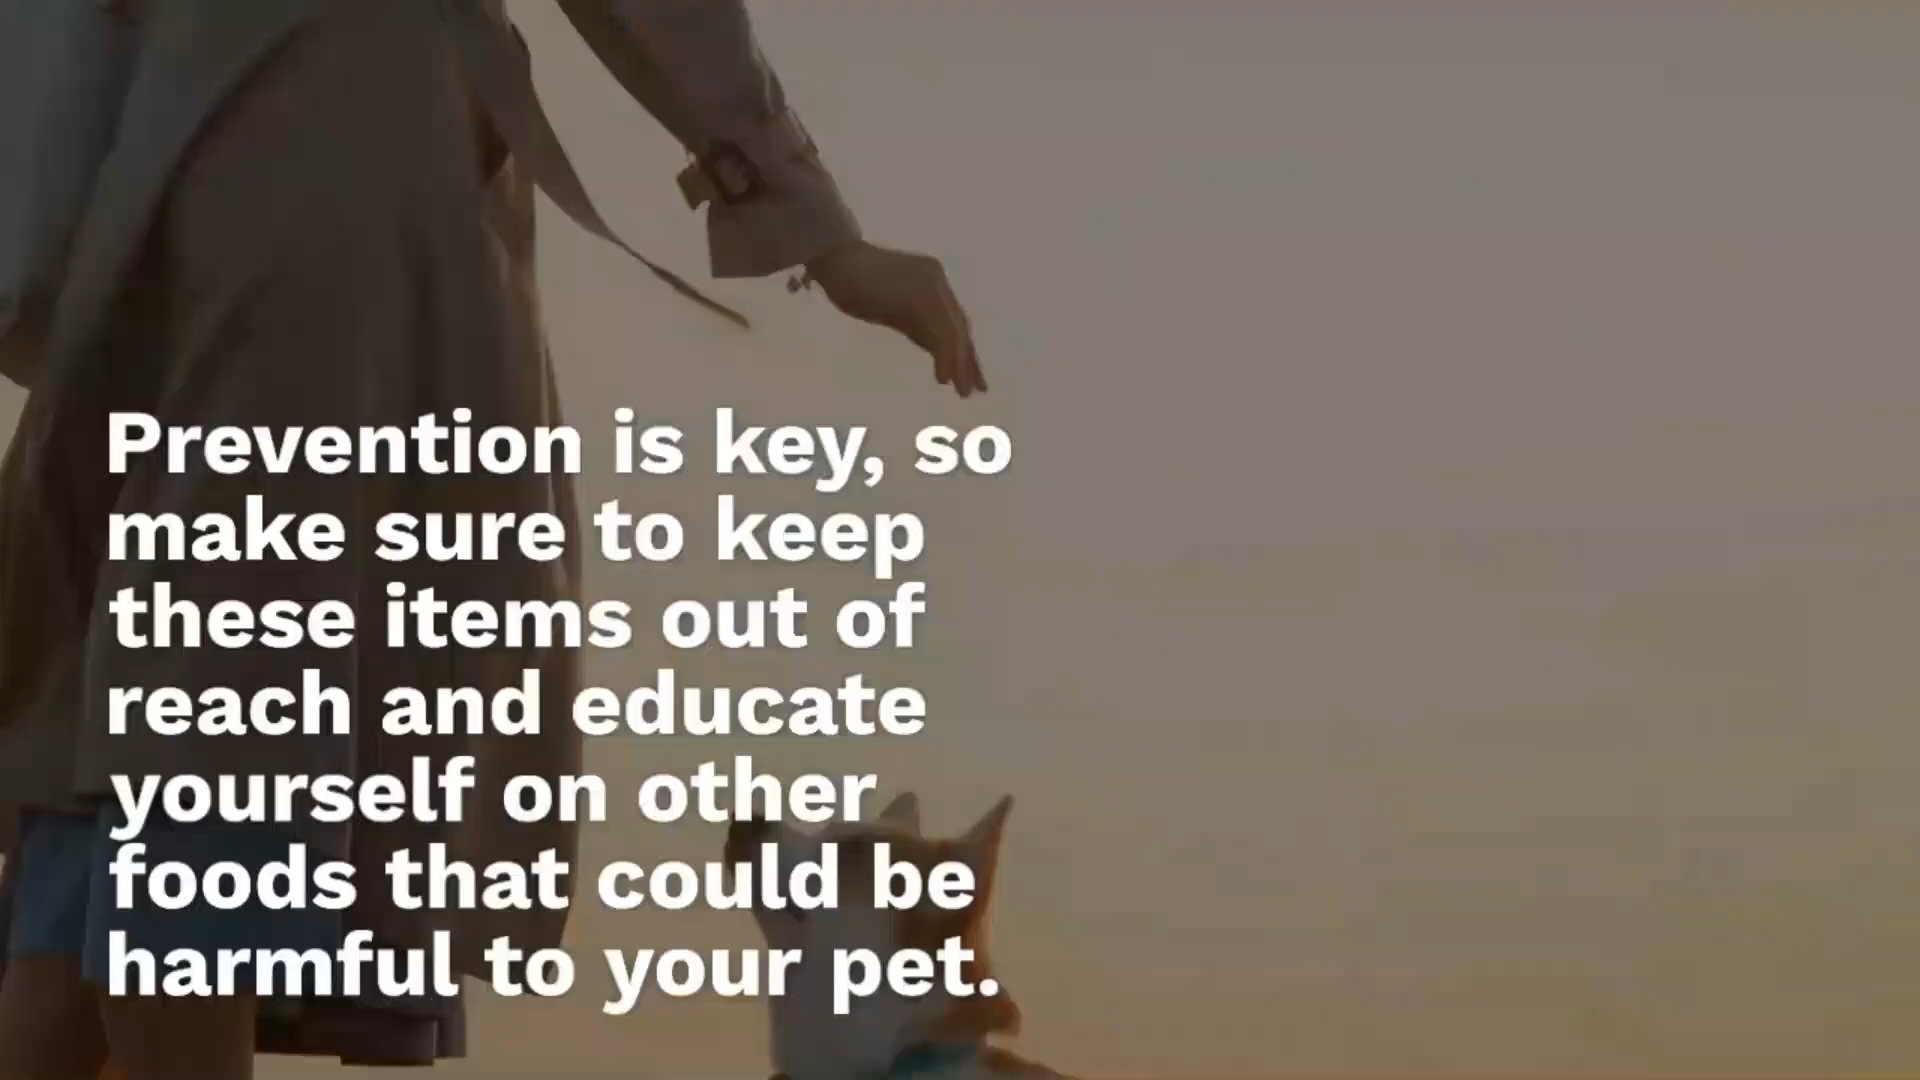 Prevention is key, so
make sure to keep
these items out of
reach and educate
yourself on other
foods that could be
harmful to your pet.